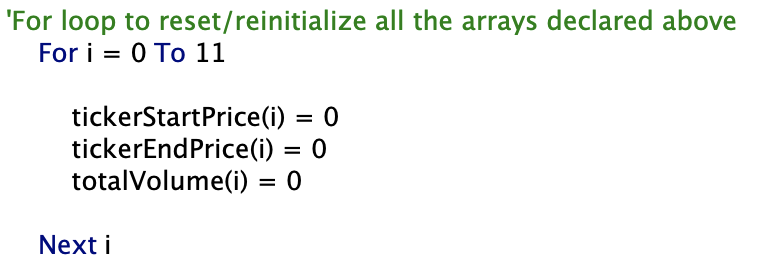 'For loop to reset/reinitialize all the arrays declared above
For i = 0 To 11
tickerStartPrice(i) = 0
tickerEndPrice(i) = 0
totalVolume(i) = 0
Next i